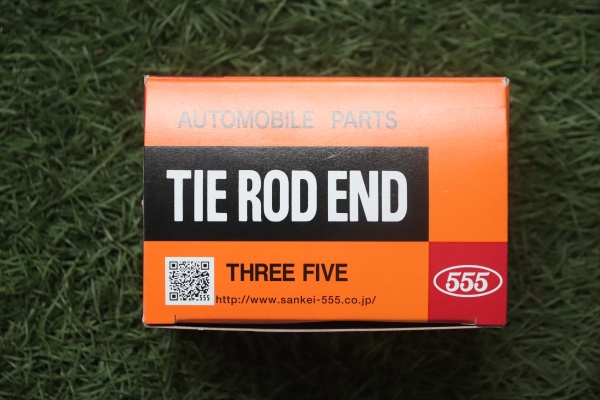 AUTOMOBILE PARTS
TIE ROD END
THREE FIVE
555
http://www.sankei-555.co.jp/
555